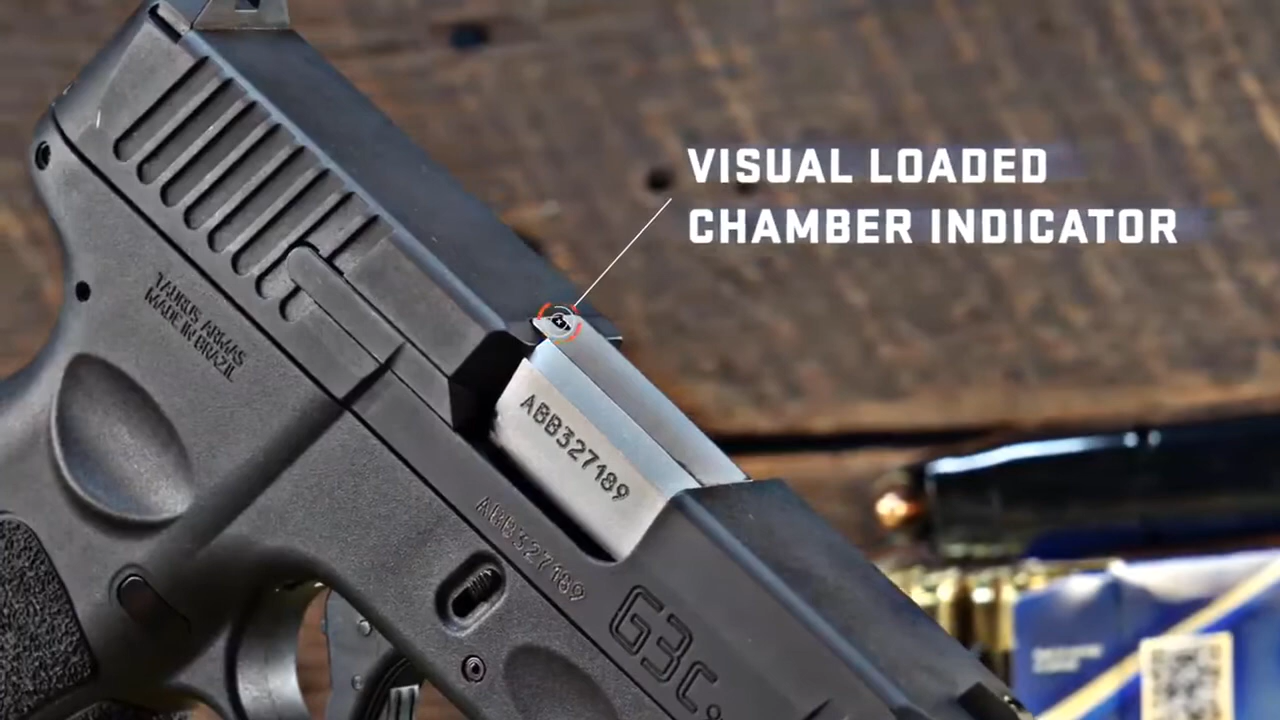 VISUAL LOADED
CHAMBER INDICATOR
TAURUS ARMAS
MADE IN BRAZIL
ABB327189
ABB327189
G3c